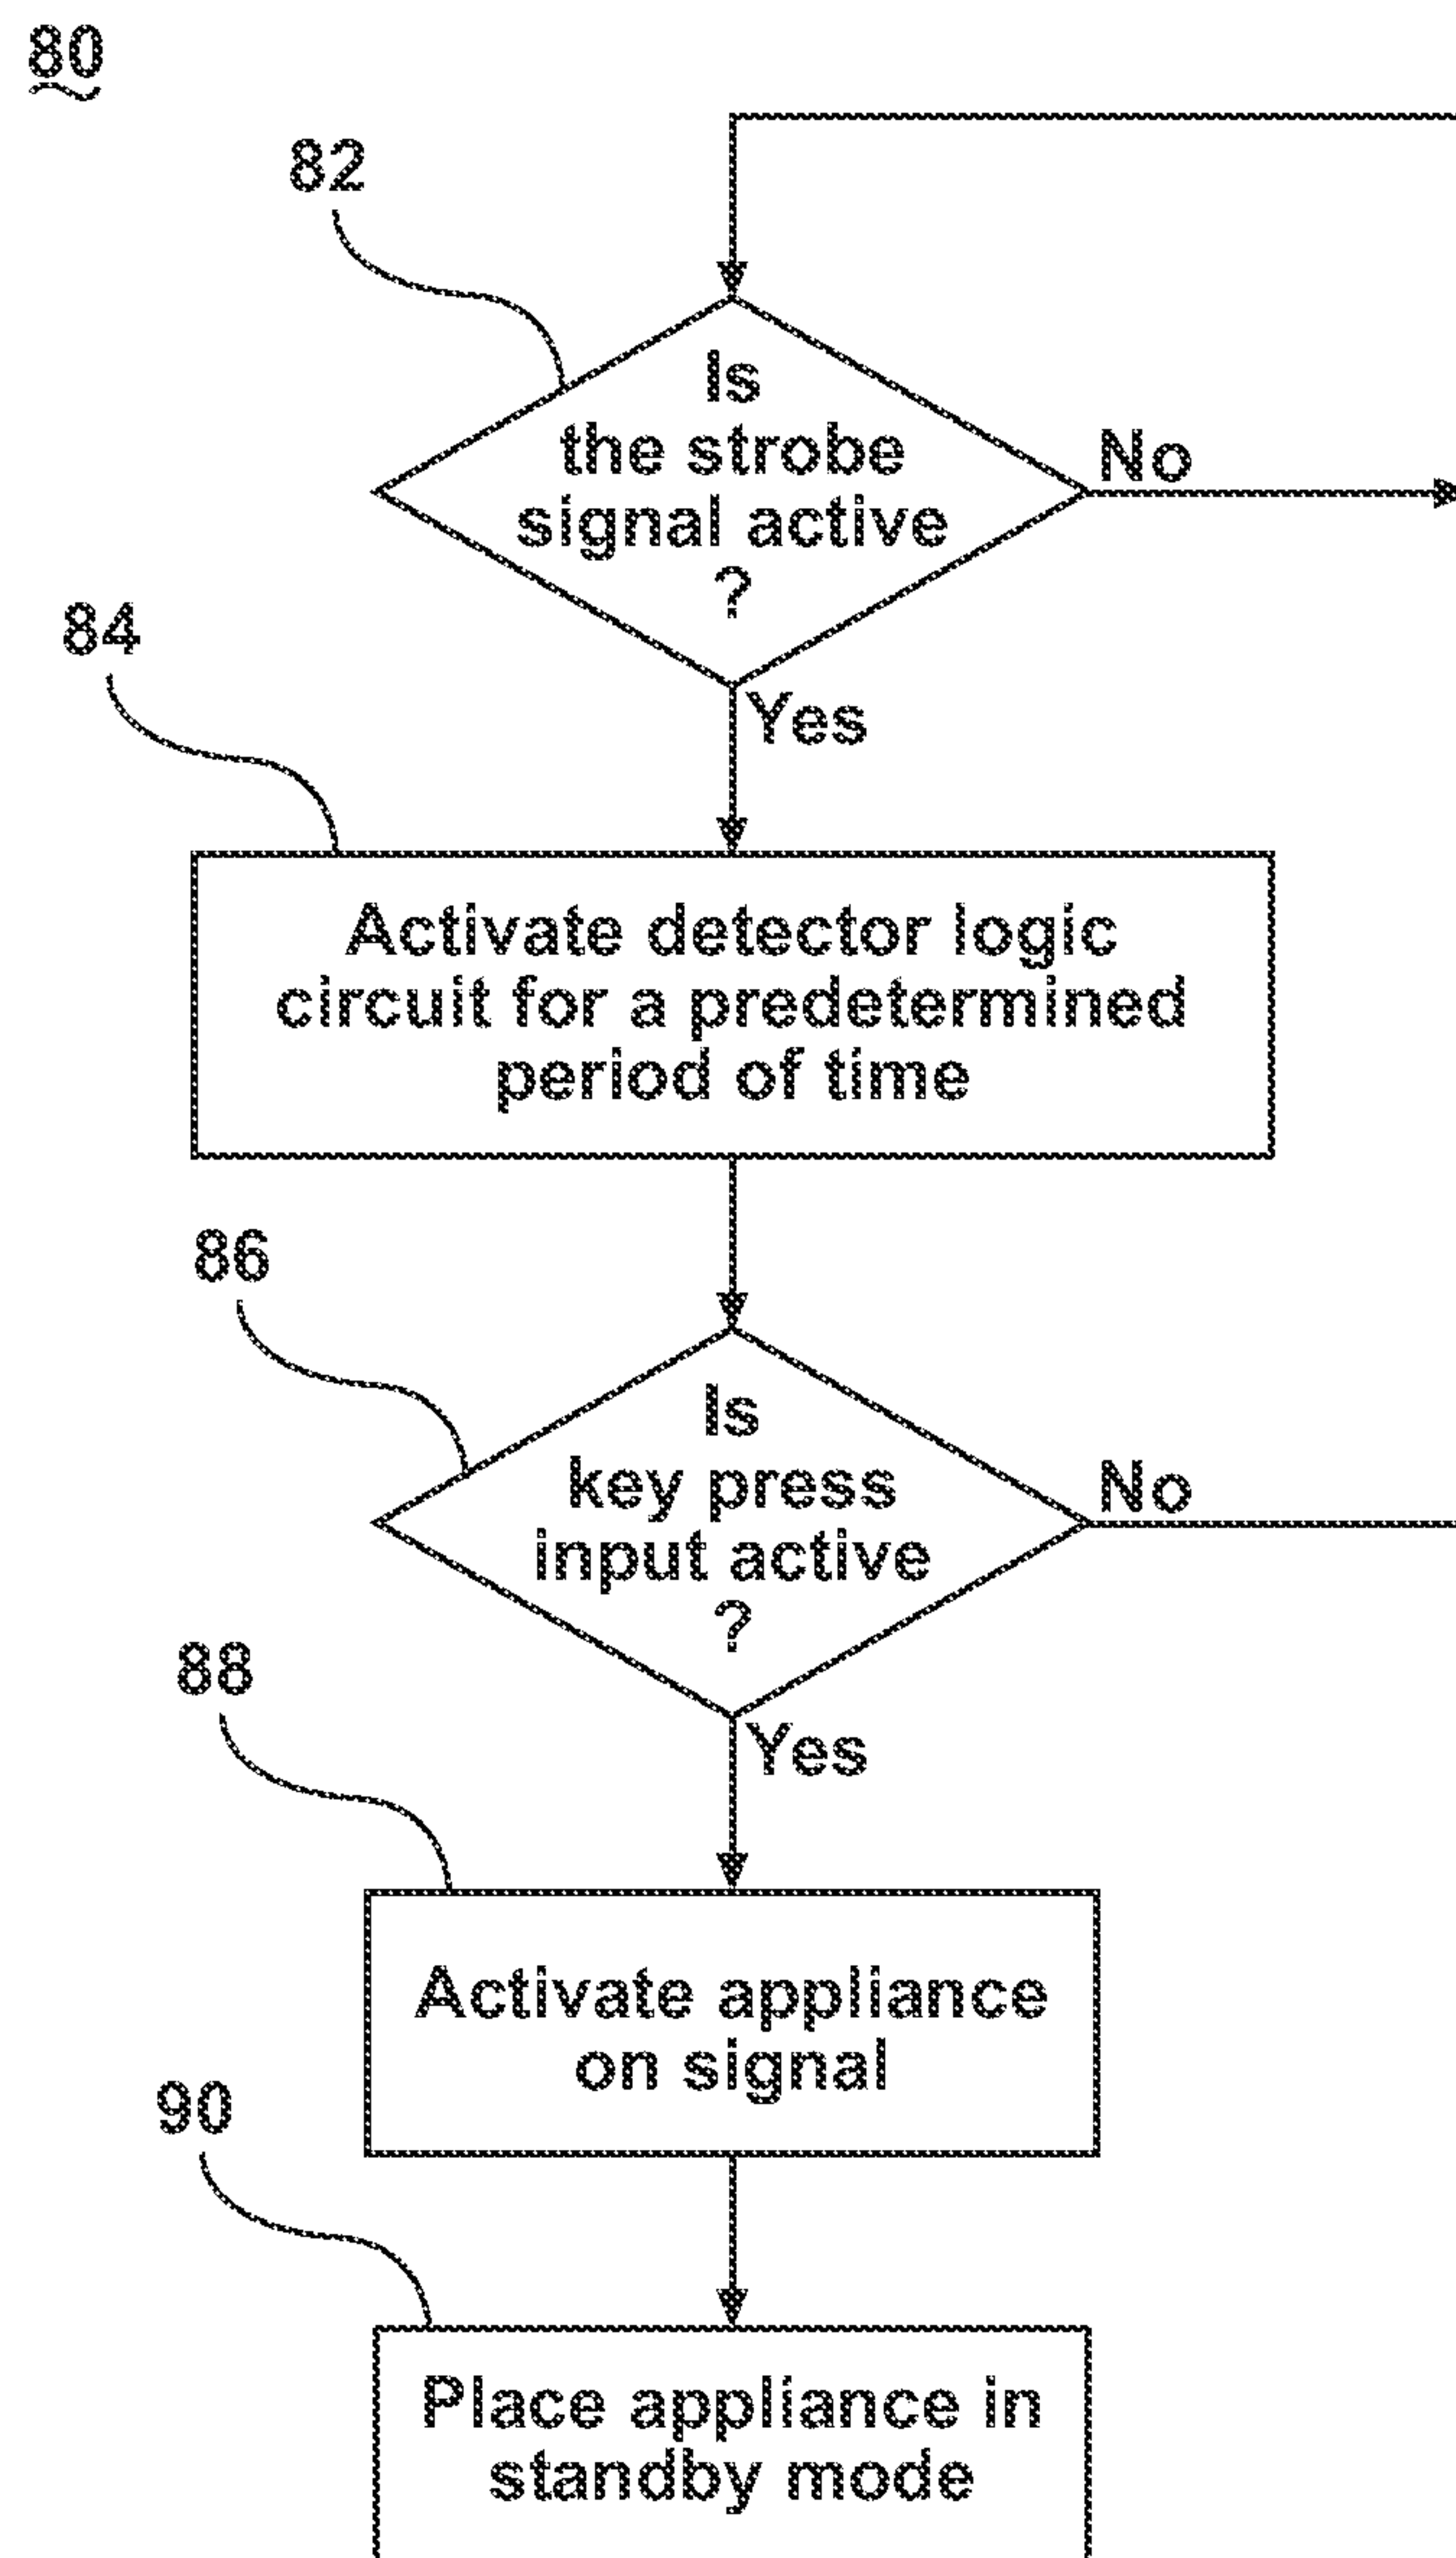 80
82
Is
the strobe
signal active
?
No
Yes
84
Activate detector logic
circuit for a predetermined
period of time
86
Is
key press
input active
?
No
Yes
88
Activate appliance
on signal
90
Place appliance in
standby mode